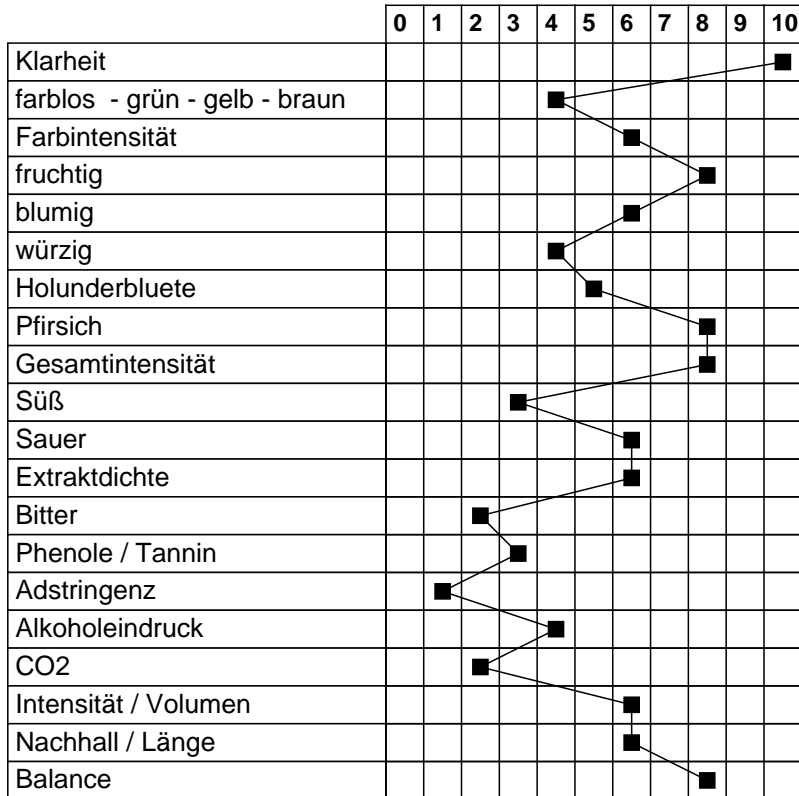 0 1 2 3 4 5 6 7 8 9 10
Klarheit
farblos - grün - gelb - braun
Farbintensität
fruchtig
blumig
würzig
Holunderbluete
Pfirsich
Gesamtintensität
Süß
Sauer
Extraktdichte
Bitter
Phenole / Tannin
Adstringenz
Alkoholeindruck
CO2
Intensität / Volumen
Nachhall / Länge
Balance